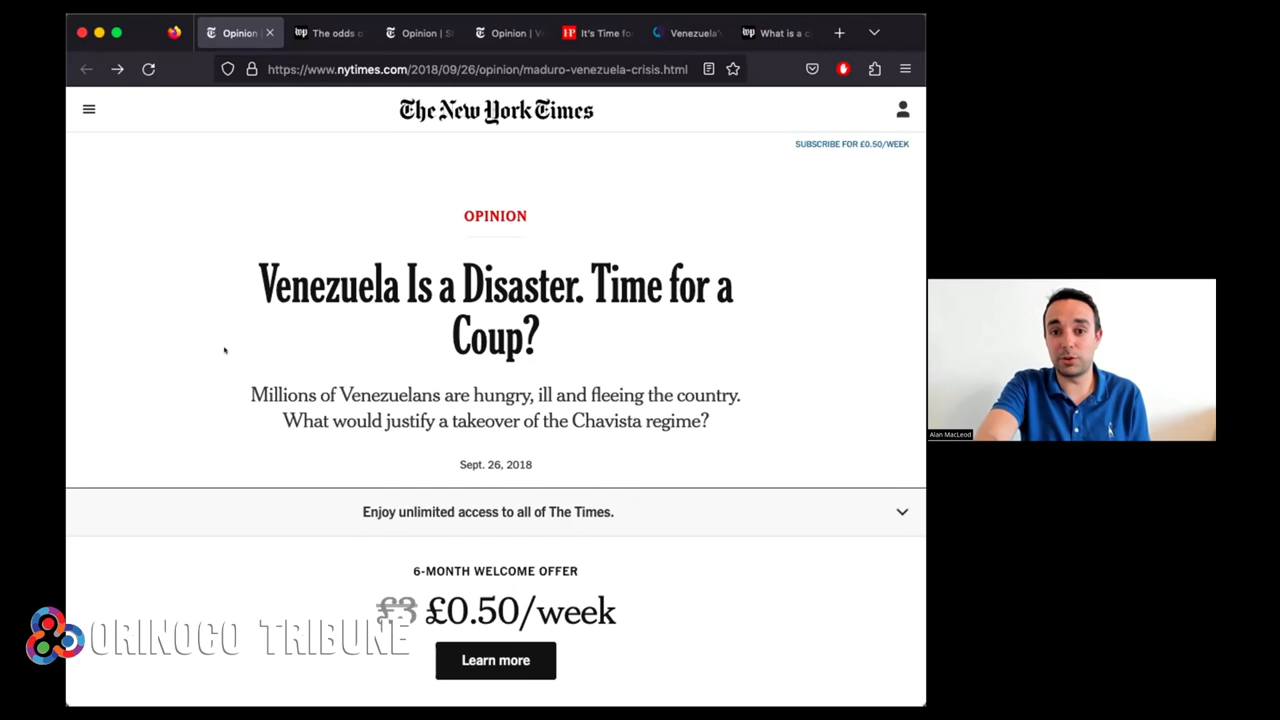 Opinion
The odds o
Opinion | S
Opinion | V
It's Time fo
Venezuela'
What is a c
https://www.nytimes.com/2018/09/26/opinion/maduro-venezuela-crisis.html
The New York Times
SUBSCRIBE FOR £0.50/WEEK
OPINION
Venezuela Is a Disaster. Time for a
Coup?
Millions of Venezuelans are hungry, ill and fleeing the country.
What would justify a takeover of the Chavista regime?
Sept. 26, 2018
Enjoy unlimited access to all of The Times.
6-MONTH WELCOME OFFER
£3 £0.50/week
Learn more
ORINOCO TRIBUNE
Alan MacLeod